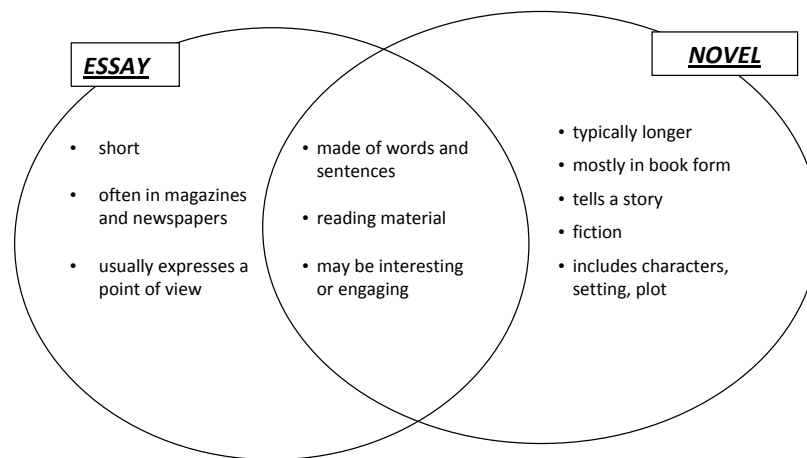 ESSAY
• short
• often in magazines
and newspapers
• usually expresses a
point of view
• made of words and
sentences
• reading material
• may be interesting
or engaging
NOVEL
• typically longer
• mostly in book form
• tells a story
• fiction
• includes characters,
setting, plot